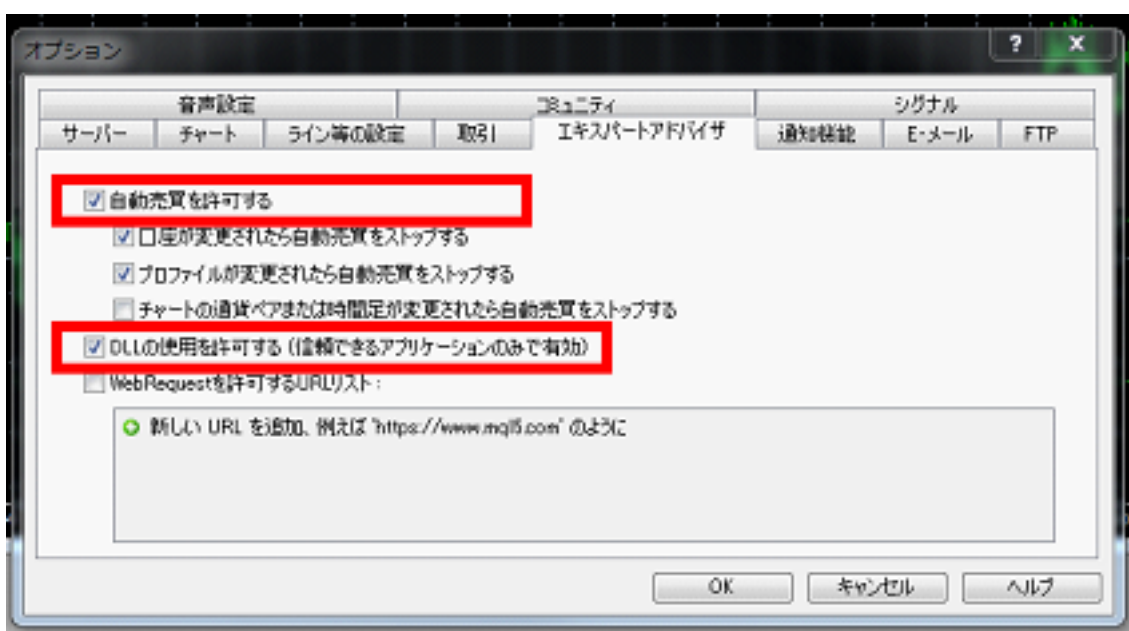 オプション
音声設定 コミュニティ シグナル
サーバー チャート ライン等の設定 取引 エキスパートアドバイザ 通知機能 E-メール FTP
自動売買を許可する
口座が変更されたら自動売買をストップする
プロファイルが変更されたら自動売買をストップする
チャートの通貨ペアまたは時間足が変更されたら自動売買をストップする
DLLの使用を許可する (信頼できるアプリケーションのみで有効)
WebRequestを許可するURLリスト:
新しい URL を追加、例えば 'https://www.mql5.com' のように
OK キャンセル ヘルプ